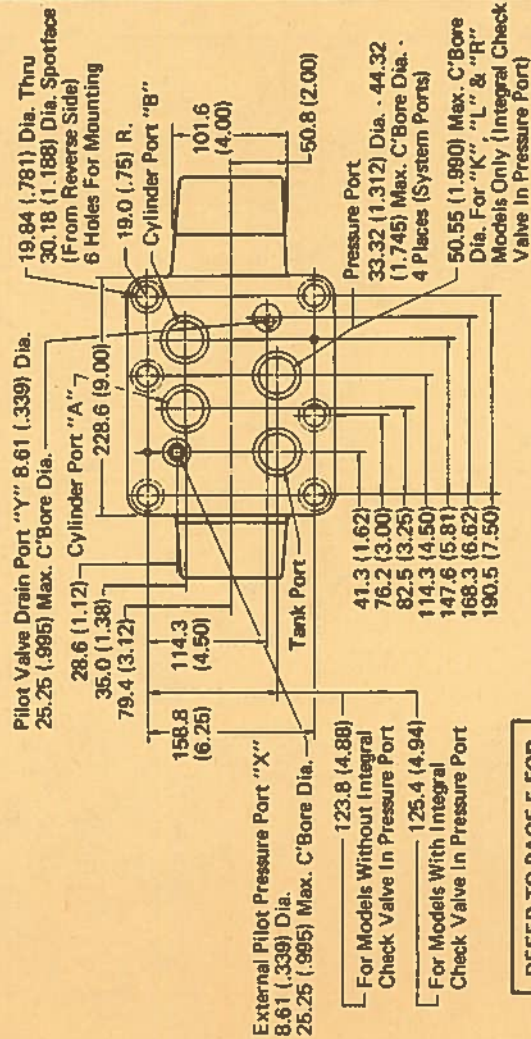 Pilot Valve Drain Port "Y" 8.61 (.339) Dia.
25.25 (.995) Max. C'Bore Dia.
19.84 (.781) Dia. Thru
30.18 (1.188) Dia. Spotface
(From Reverse Side)
6 Holes For Mounting
228.6 (9.00)
19.0 (.75) R.
Cylinder Port "B"
28.6 (1.12)
Cylinder Port "A"
35.0 (1.38)
79.4 (3.12)
101.6
(4.00)
50.8 (2.00)
114.3
(4.50)
158.8
(6.25)
Tank Port
Pressure Port
33.32 (1.312) Dia. - 44.32
(1.745) Max. C'Bore Dia. -
4 Places (System Ports)
50.55 (1.990) Max. C'Bore
Dia. For "K", "L" & "R"
Models Only (Integral Check
Valve In Pressure Port)
External Pilot Pressure Port "X"
8.61 (.339) Dia.
25.25 (.995) Max. C'Bore Dia.
41.3 (1.62)
76.2 (3.00)
82.5 (3.25)
114.3 (4.50)
147.6 (5.81)
168.3 (6.62)
190.5 (7.50)
123.8 (4.88)
For Models Without Integral
Check Valve In Pressure Port
125.4 (4.94)
For Models With Integral
Check Valve In Pressure Port